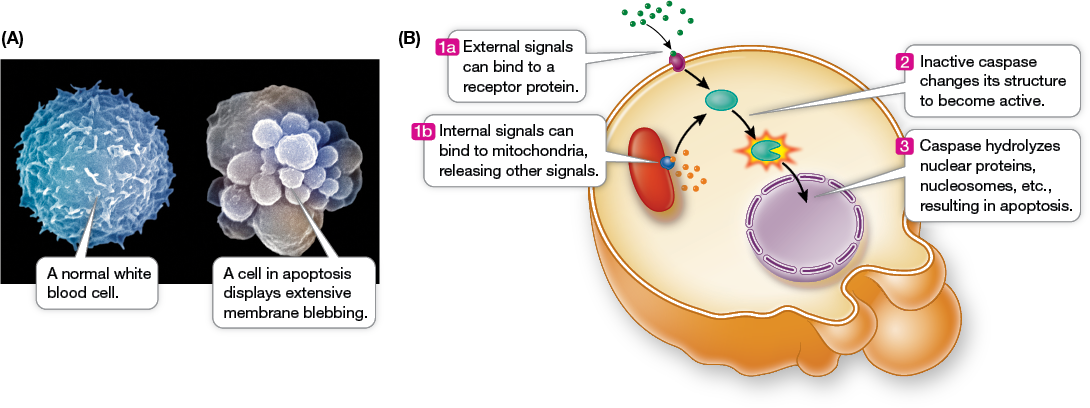 (A)
A normal white
blood cell.
A cell in apoptosis
displays extensive
membrane blebbing.
(B)
1a External signals
can bind to a
receptor protein.
1b Internal signals can
bind to mitochondria,
releasing other signals.
2 Inactive caspase
changes its structure
to become active.
3 Caspase hydrolyzes
nuclear proteins,
nucleosomes, etc.,
resulting in apoptosis.